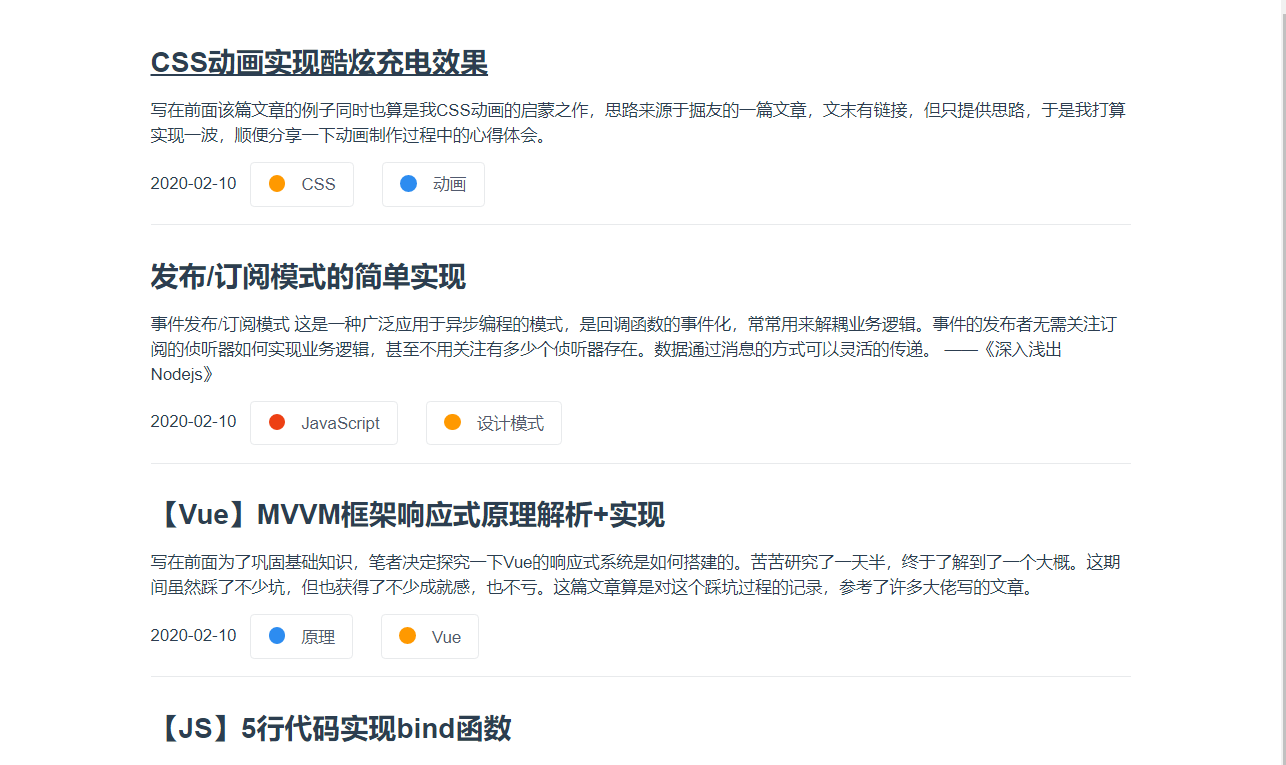 CSS动画实现酷炫充电效果
写在前面该篇文章的例子同时也算是我CSS动画的启蒙之作，思路来源于掘友的一篇文章，文末有链接，但只提供思路，于是我打算
实现一波，顺便分享一下动画制作过程中的心得体会。
2020-02-10 CSS 动画
发布/订阅模式的简单实现
事件发布/订阅模式 这是一种广泛应用于异步编程的模式，是回调函数的事件化，常常用来解耦业务逻辑。事件的发布者无需关注订
阅的侦听器如何实现业务逻辑，甚至不用关注有多少个侦听器存在。数据通过消息的方式可以灵活的传递。 ——《深入浅出
Nodejs》
2020-02-10 JavaScript 设计模式
【Vue】MVVM框架响应式原理解析+实现
写在前面为了巩固基础知识，笔者决定探究一下Vue的响应式系统是如何搭建的。苦苦研究了一天半，终于了解到了一个大概。这期
间虽然踩了不少坑，但也获得了不少成就感，也不亏。这篇文章算是对这个踩坑过程的记录，参考了许多大佬写的文章。
2020-02-10 原理 Vue
【JS】5行代码实现bind函数